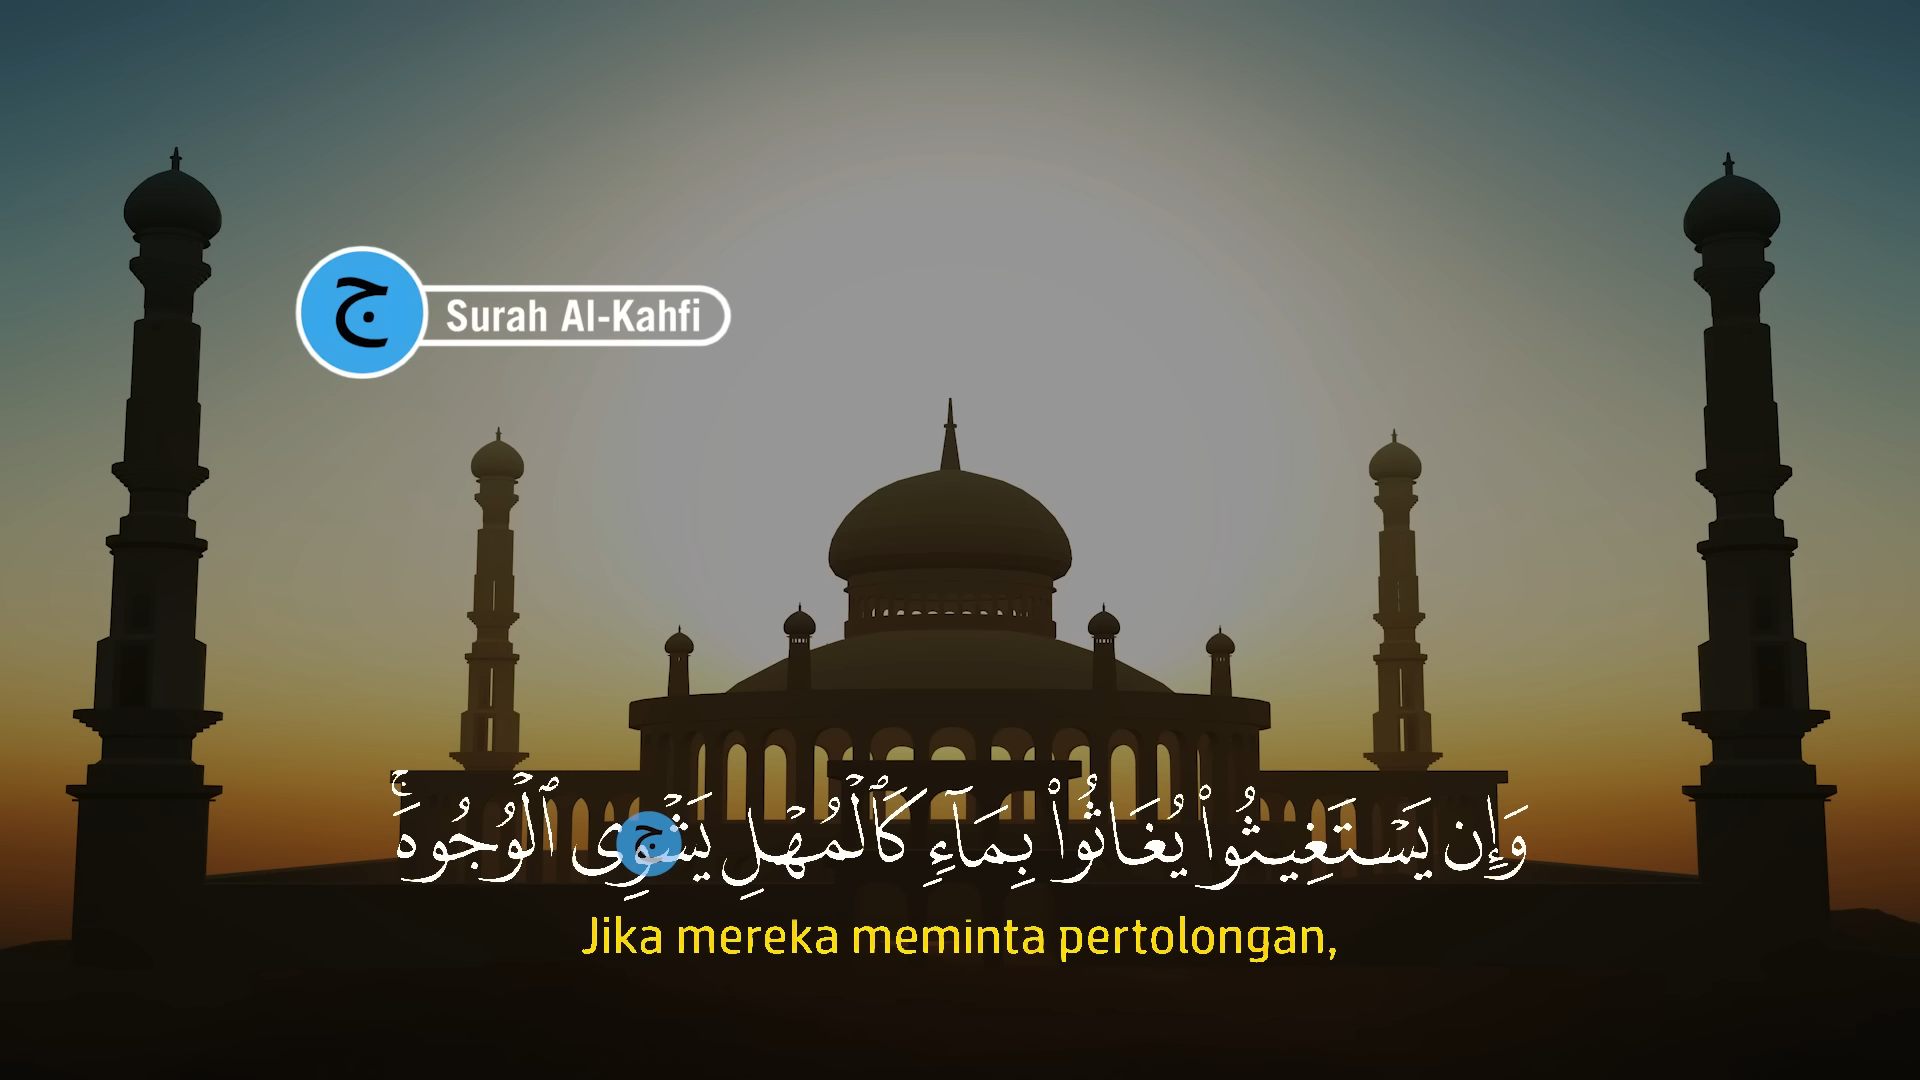 ج
Surah Al-Kahfi
وَإِن يَسْتَغِيثُوا۟ يُغَاثُوا۟ بِمَآءٍ كَٱلْمُهْلِ يَشْوِى ٱلْوُجُوهَ ۚ
ج
Jika mereka meminta pertolongan,